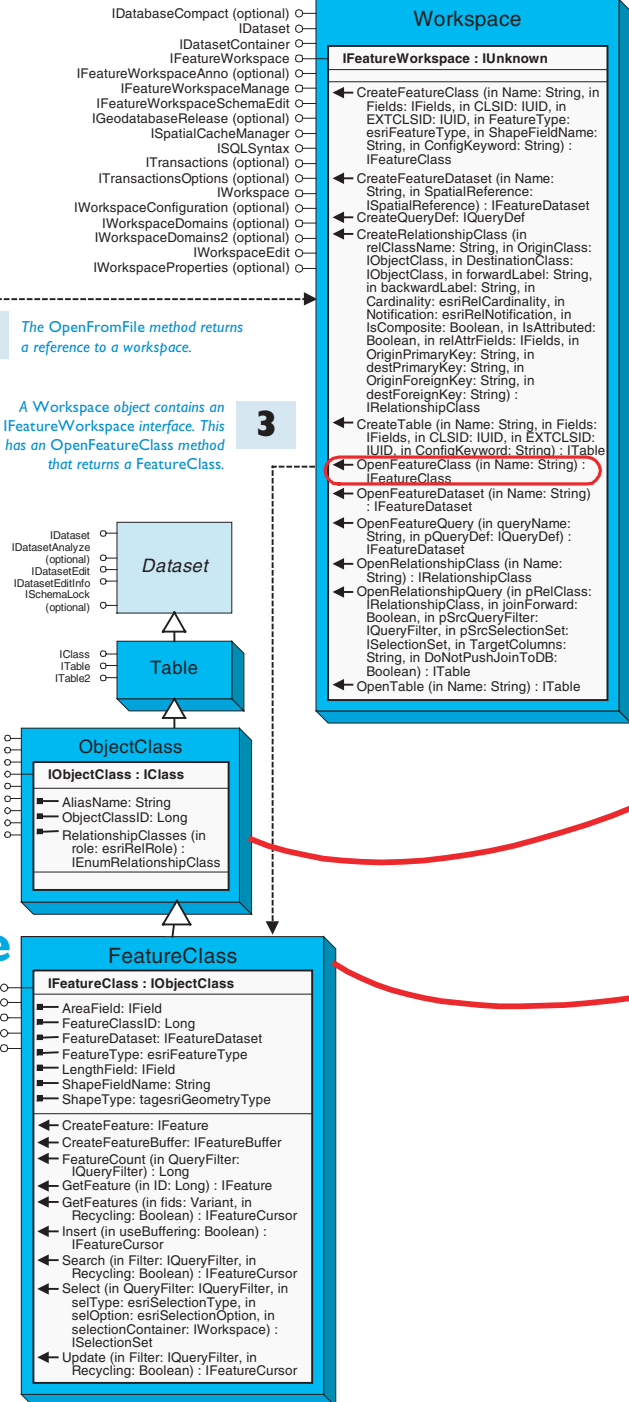 IDatabaseCompact (optional)
IDataset
IDatasetContainer
IFeatureWorkspace
IFeatureWorkspaceAnno (optional)
IFeatureWorkspaceManage
IFeatureWorkspaceSchemaEdit
IGeodatabaseRelease (optional)
ISpatialCacheManager
ISQLSyntax
ITransactions (optional)
ITransactionsOptions (optional)
IWorkspace
IWorkspaceConfiguration (optional)
IWorkspaceDomains (optional)
IWorkspaceDomains2 (optional)
IWorkspaceEdit
IWorkspaceProperties (optional)
Workspace
IFeatureWorkspace : IUnknown
CreateFeatureClass (in Name: String, in
Fields: IFields, in CLSID: IUID, in
EXTCLSID: IUID, in FeatureType:
esriFeatureType, in ShapeFieldName:
String, in ConfigKeyword: String) :
IFeatureClass
CreateFeatureDataset (in Name:
String, in SpatialReference:
ISpatialReference) : IFeatureDataset
CreateQueryDef: IQueryDef
CreateRelationshipClass (in
relClassName: String, in OriginClass:
IObjectClass, in DestinationClass:
IObjectClass, in forwardLabel: String,
in backwardLabel: String, in
Cardinality: esriRelCardinality, in
Notification: esriRelNotification, in
IsComposite: Boolean, in IsAttributed:
Boolean, in relAttrFields: IFields, in
OriginPrimaryKey: String, in
destPrimaryKey: String, in
OriginForeignKey: String, in
destForeignKey: String) :
IRelationshipClass
CreateTable (in Name: String, in Fields:
IFields, in CLSID: IUID, in EXTCLSID:
IUID, in ConfigKeyword: String) : ITable
OpenFeatureClass (in Name: String) :
IFeatureClass
OpenFeatureDataset (in Name: String)
: IFeatureDataset
OpenFeatureQuery (in queryName:
String, in pQueryDef: IQueryDef) :
IFeatureDataset
OpenRelationshipClass (in Name:
String) : IRelationshipClass
OpenRelationshipQuery (in pRelClass:
IRelationshipClass, in joinForward:
Boolean, in pSrcQueryFilter:
IQueryFilter, in pSrcSelectionSet:
ISelectionSet, in TargetColumns:
String, in DoNotPushJoinToDB:
Boolean) : ITable
OpenTable (in Name: String) : ITable
The OpenFromFile method returns
a reference to a workspace.
A Workspace object contains an
IFeatureWorkspace interface. This
has an OpenFeatureClass method
that returns a FeatureClass.
3
IDataset
IDatasetAnalyze
(optional)
IDatasetEdit
IDatasetEditInfo
ISchemaLock
(optional)
Dataset
IClass
ITable
ITable2
Table
ObjectClass
IObjectClass : IClass
AliasName: String
ObjectClassID: Long
RelationshipClasses (in
role: esriRelRole) :
IEnumRelationshipClass
e
FeatureClass
IFeatureClass : IObjectClass
AreaField: IField
FeatureClassID: Long
FeatureDataset: IFeatureDataset
FeatureType: esriFeatureType
LengthField: IField
ShapeFieldName: String
ShapeType: tagesriGeometryType
CreateFeature: IFeature
CreateFeatureBuffer: IFeatureBuffer
FeatureCount (in QueryFilter:
IQueryFilter) : Long
GetFeature (in ID: Long) : IFeature
GetFeatures (in fids: Variant, in
Recycling: Boolean) : IFeatureCursor
Insert (in useBuffering: Boolean) :
IFeatureCursor
Search (in Filter: IQueryFilter, in
Recycling: Boolean) : IFeatureCursor
Select (in QueryFilter: IQueryFilter, in
selType: esriSelectionType, in
selOption: esriSelectionOption, in
selectionContainer: IWorkspace) :
ISelectionSet
Update (in Filter: IQueryFilter, in
Recycling: Boolean) : IFeatureCursor